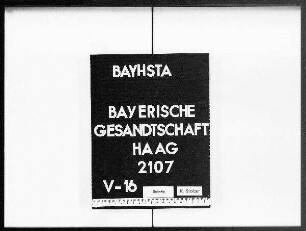 BAYHSTA
BAYERISCHE
GESANDTSCHAFT
HAAG
2107
V-16